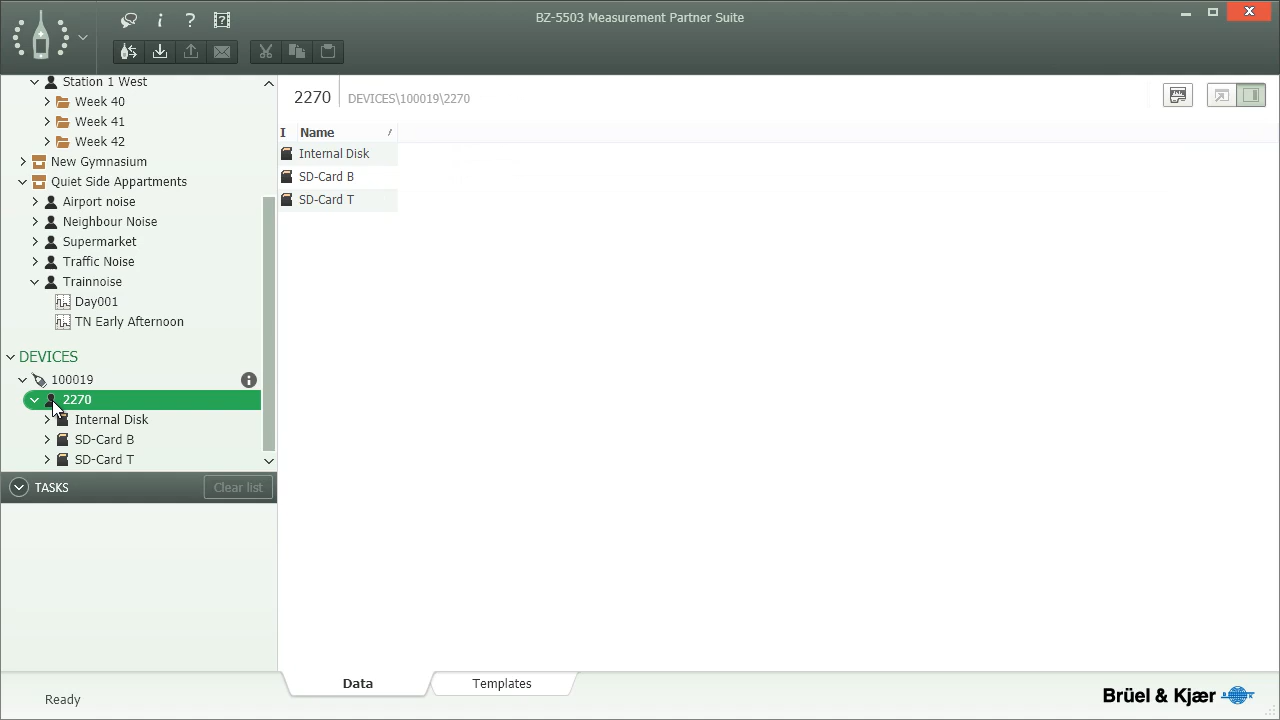 BZ-5503 Measurement Partner Suite
Station 1 West
Week 40
Week 41
Week 42
New Gymnasium
Quiet Side Appartments
Airport noise
Neighbour Noise
Supermarket
Traffic Noise
Trainnoise
Day001
TN Early Afternoon
DEVICES
100019
2270
Internal Disk
SD-Card B
SD-Card T
TASKS
Clear list
2270
DEVICES\100019\2270
I Name /
Internal Disk
SD-Card B
SD-Card T
Data
Templates
Ready
Brüel & Kjær